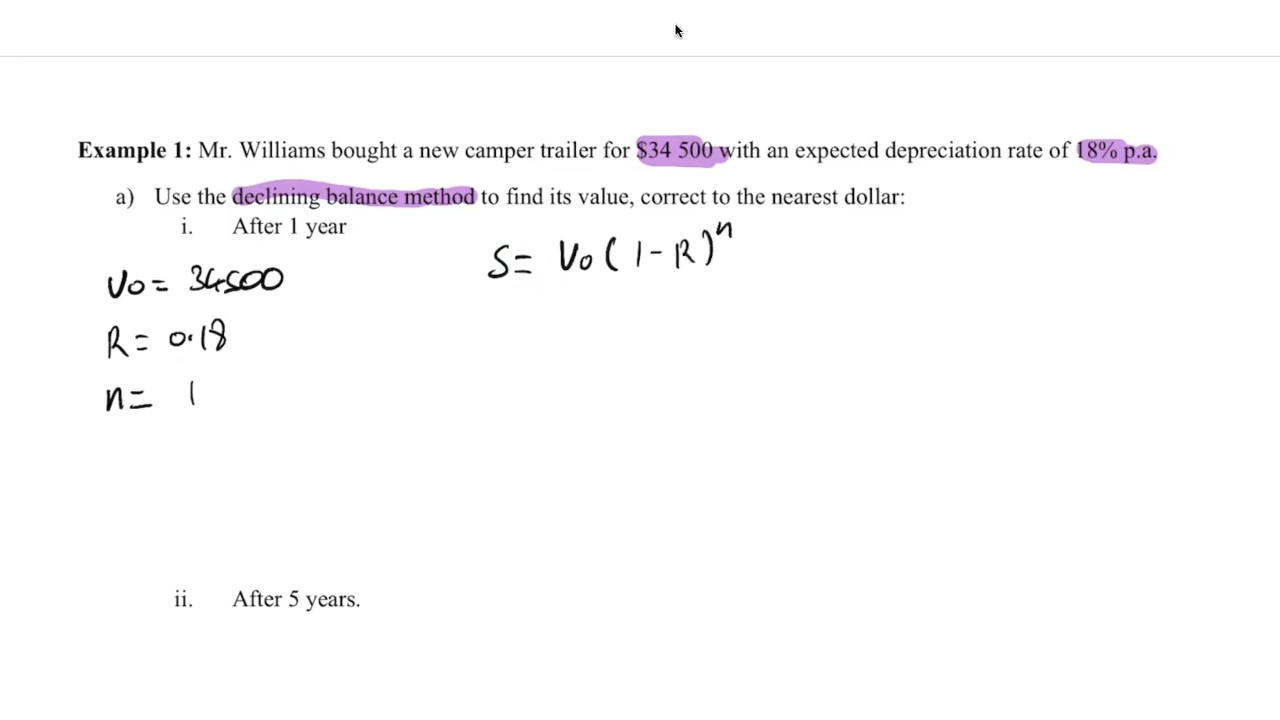 Example 1: Mr. Williams bought a new camper trailer for $34 500 with an expected depreciation rate of 18% p.a.
a) Use the declining balance method to find its value, correct to the nearest dollar:
i. After 1 year
S = V₀(1-R)ⁿ
V₀ = 34500
R = 0.18
n = 1
ii. After 5 years.